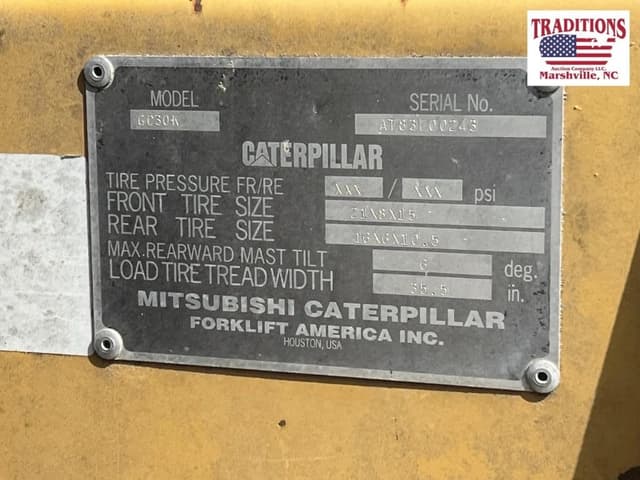 TRADITIONS
Auction Company LLC.
Marshville, NC
MODEL
GC30K
SERIAL No.
CATERPILLAR
TIRE PRESSURE FR/RE XXX / XXX psi
FRONT TIRE SIZE 21X8X15
REAR TIRE SIZE 16X6X10.5
MAX. REARWARD MAST TILT 6 deg.
LOAD TIRE TREAD WIDTH 35.5 in.
MITSUBISHI CATERPILLAR
FORKLIFT AMERICA INC.
HOUSTON, USA